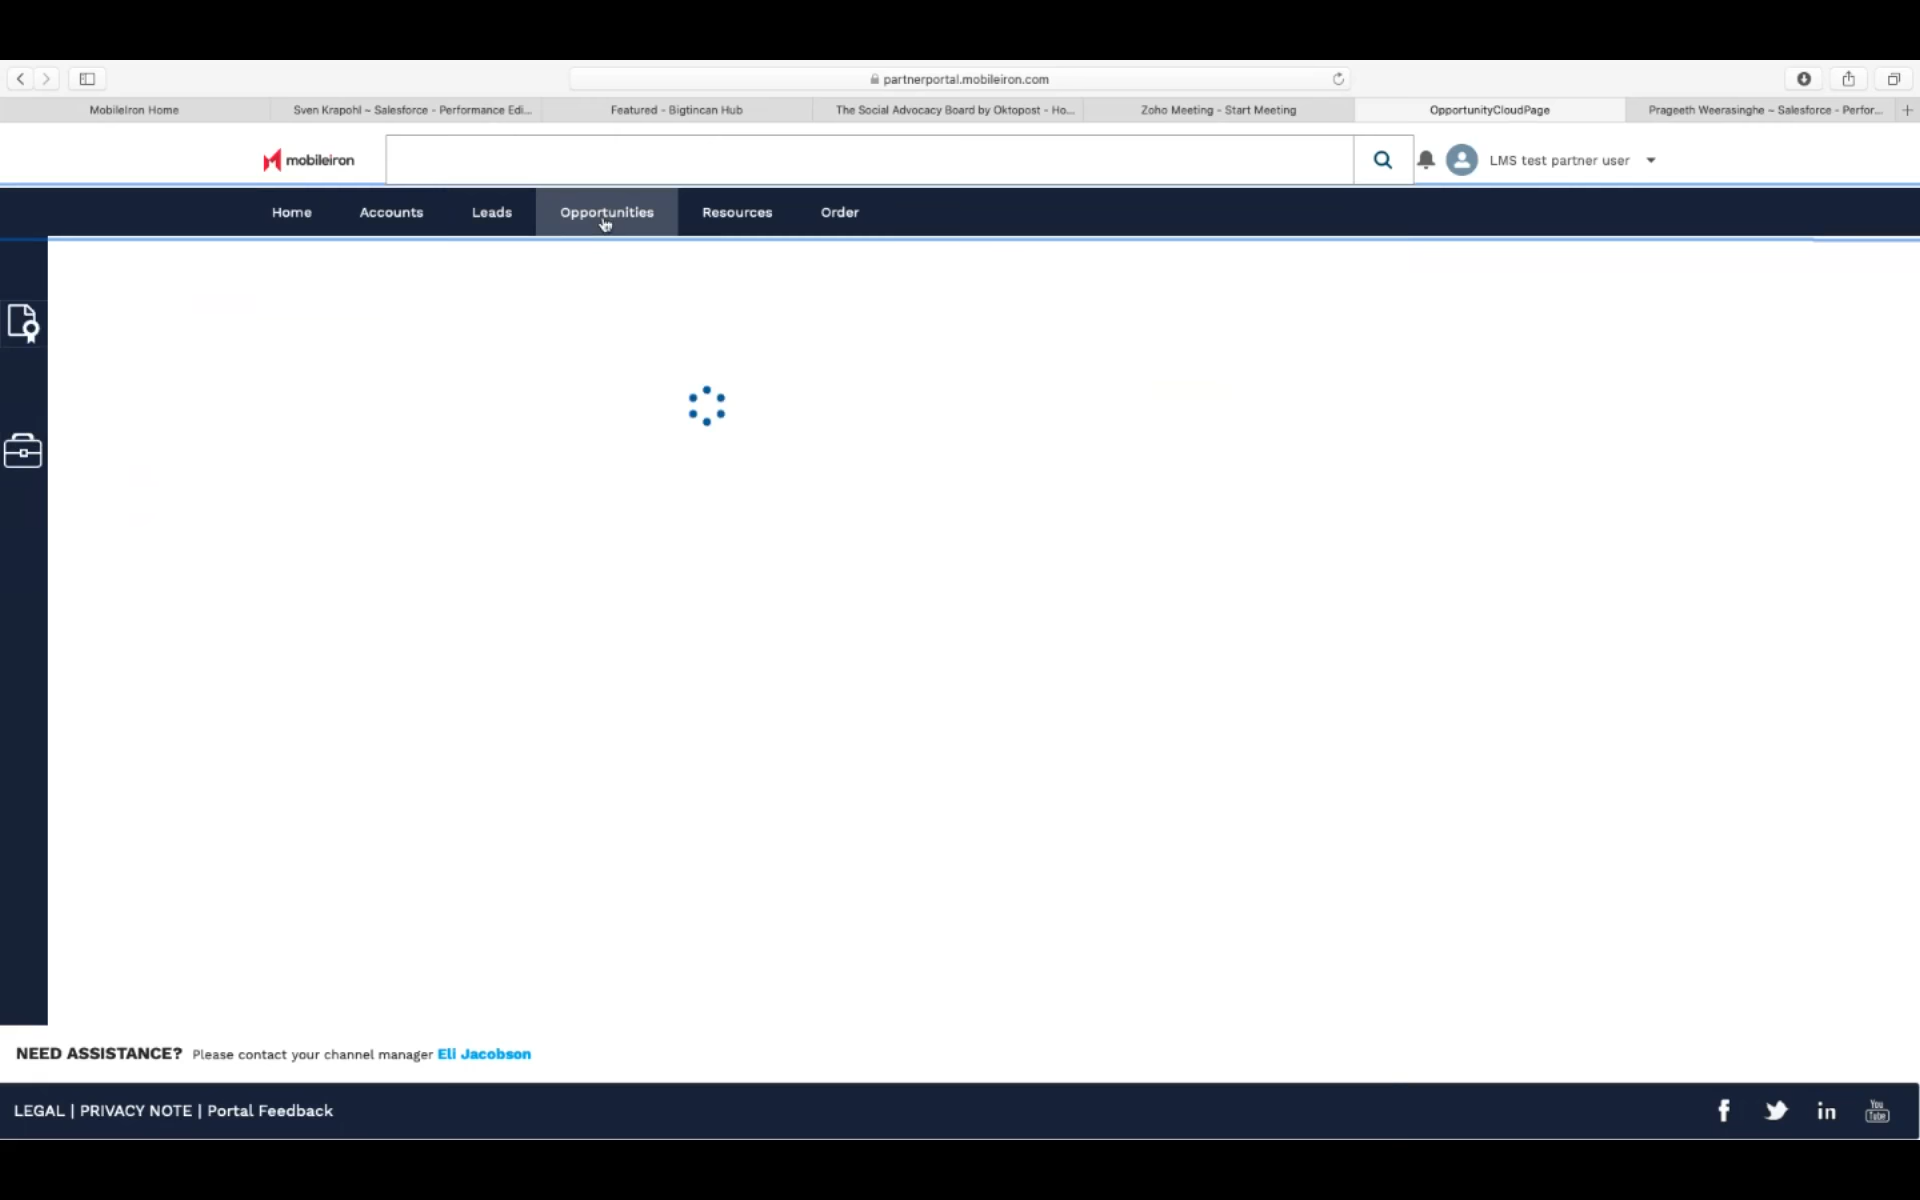 partnerportal.mobileiron.com
MobileIron Home
Sven Krapohl ~ Salesforce - Performance Edi...
Featured - Bigtincan Hub
The Social Advocacy Board by Oktopost - Ho...
Zoho Meeting - Start Meeting
OpportunityCloudPage
Prageeth Weerasinghe ~ Salesforce - Perfor...
mobileiron
LMS test partner user
Home
Accounts
Leads
Opportunities
Resources
Order
NEED ASSISTANCE? Please contact your channel manager Eli Jacobson
LEGAL | PRIVACY NOTE | Portal Feedback
You
Tube